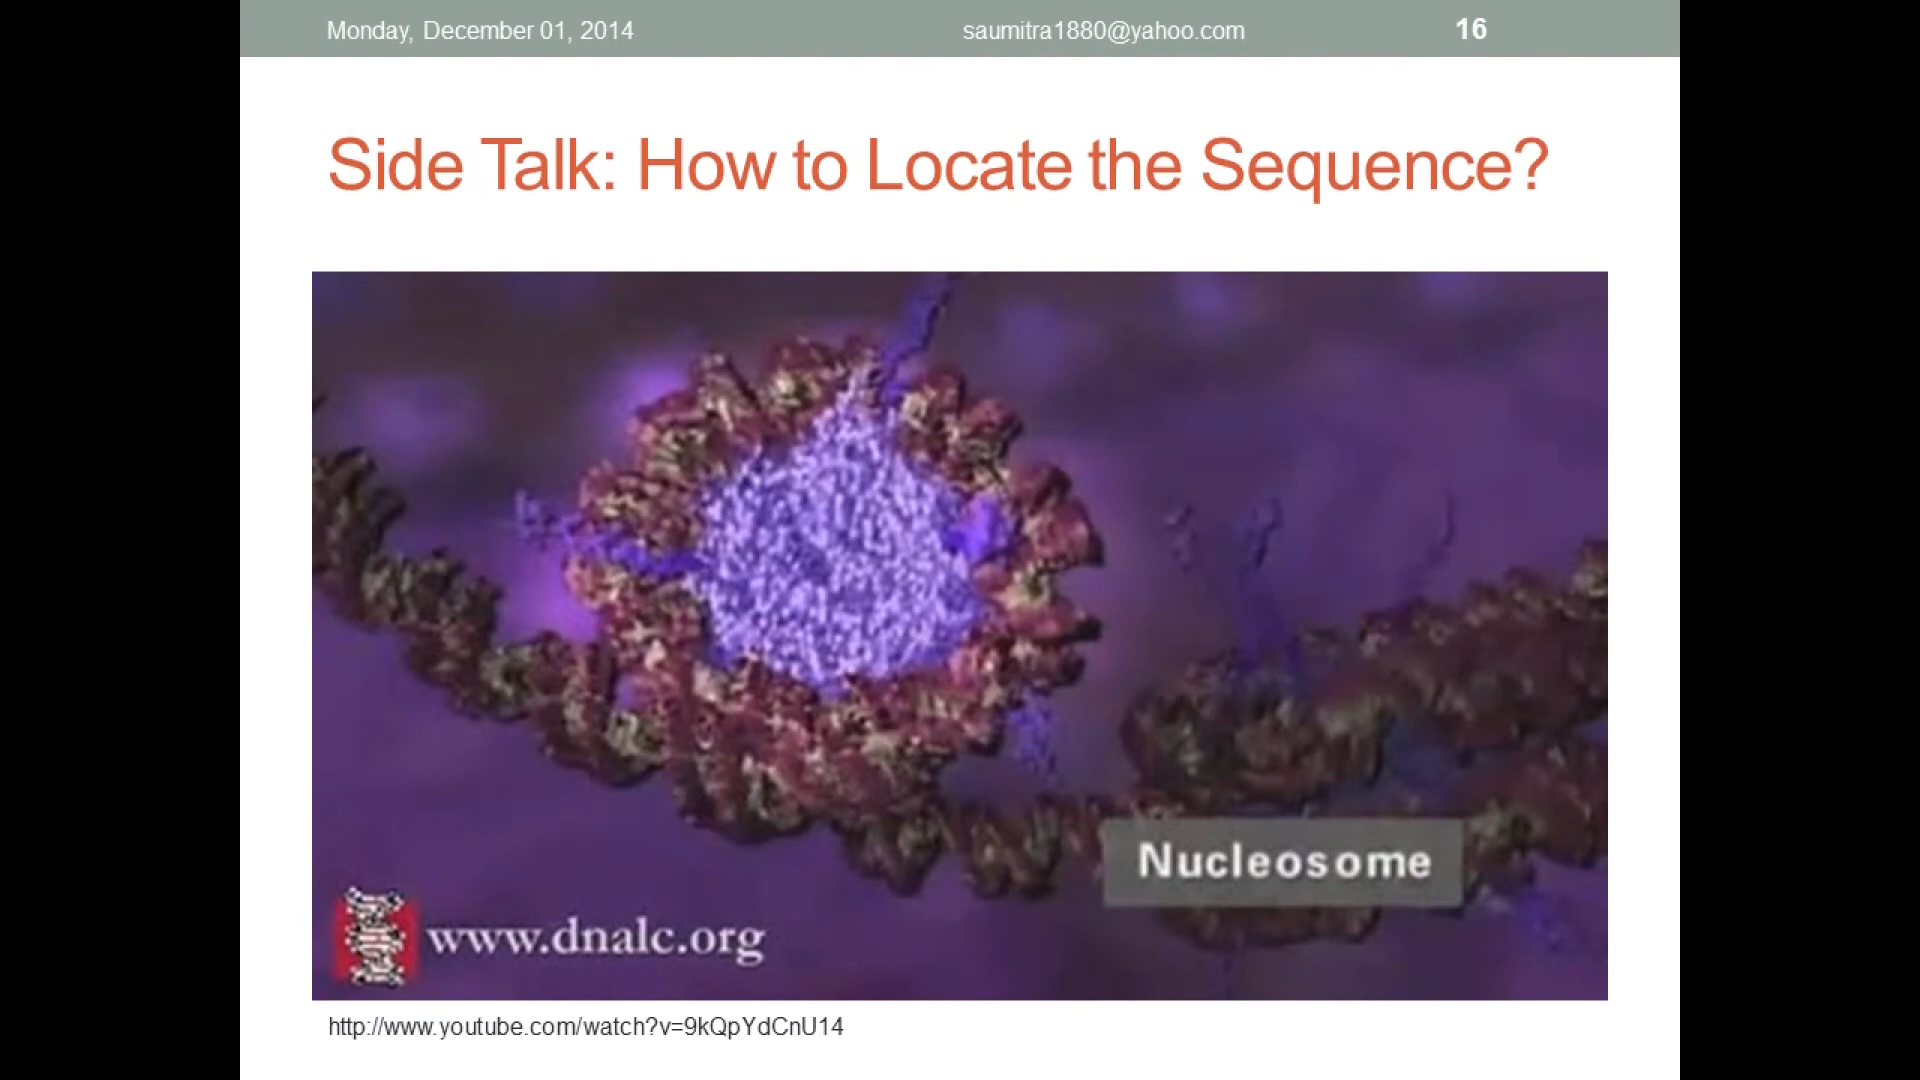 Monday, December 01, 2014 saumitra1880@yahoo.com 16
Side Talk: How to Locate the Sequence?
Nucleosome
www.dnalc.org
http://www.youtube.com/watch?v=9kQpYdCnU14